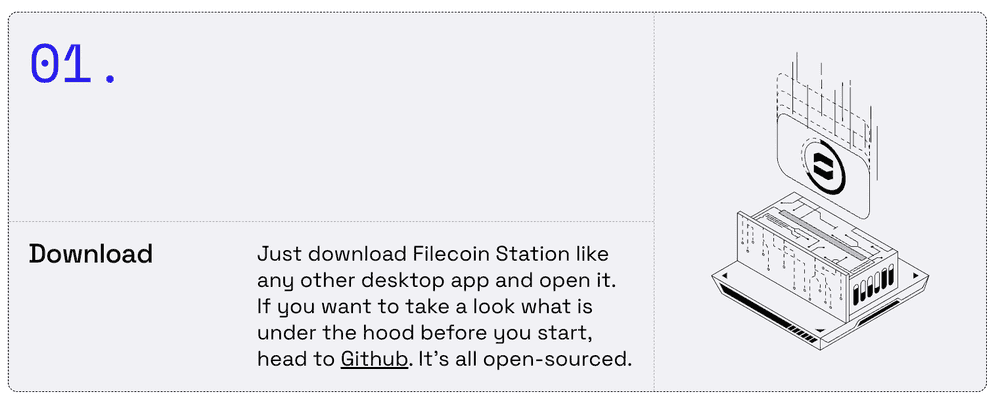 01.
Download
Just download Filecoin Station like
any other desktop app and open it.
If you want to take a look what is
under the hood before you start,
head to Github. It's all open-sourced.